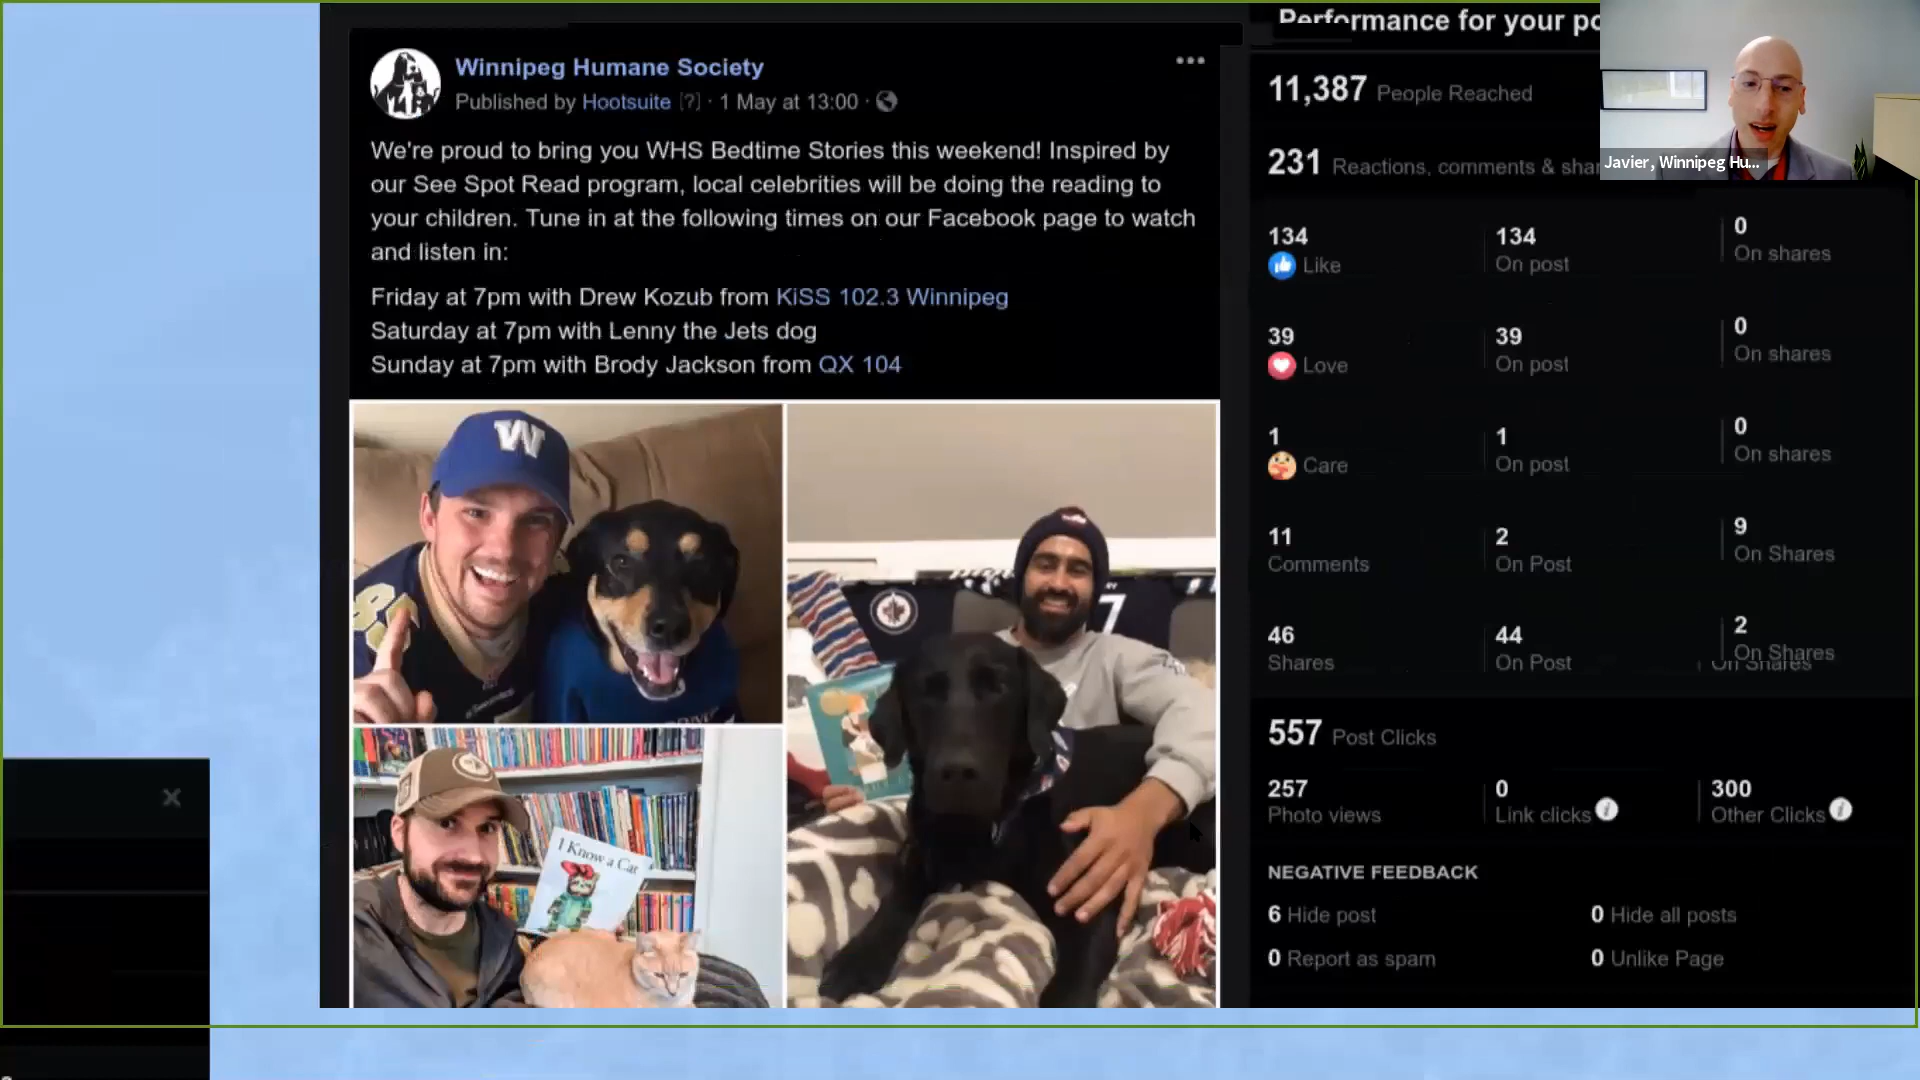 Winnipeg Humane Society
Published by Hootsuite [?] · 1 May at 13:00 ·
We're proud to bring you WHS Bedtime Stories this weekend! Inspired by
our See Spot Read program, local celebrities will be doing the reading to
your children. Tune in at the following times on our Facebook page to watch
and listen in:
Friday at 7pm with Drew Kozub from KiSS 102.3 Winnipeg
Saturday at 7pm with Lenny the Jets dog
Sunday at 7pm with Brody Jackson from QX 104
W
7
I Know a Cat
Performance for your po
11,387 People Reached
231 Reactions, comments & shar
Javier, Winnipeg Hu...
134 Like
134 On post
0 On shares
39 Love
39 On post
0 On shares
1 Care
1 On post
0 On shares
11 Comments
2 On Post
9 On Shares
46 Shares
44 On Post
2 On Shares
On Shares
557 Post Clicks
257 Photo views
0 Link clicks
300 Other Clicks
NEGATIVE FEEDBACK
6 Hide post
0 Hide all posts
0 Report as spam
0 Unlike Page